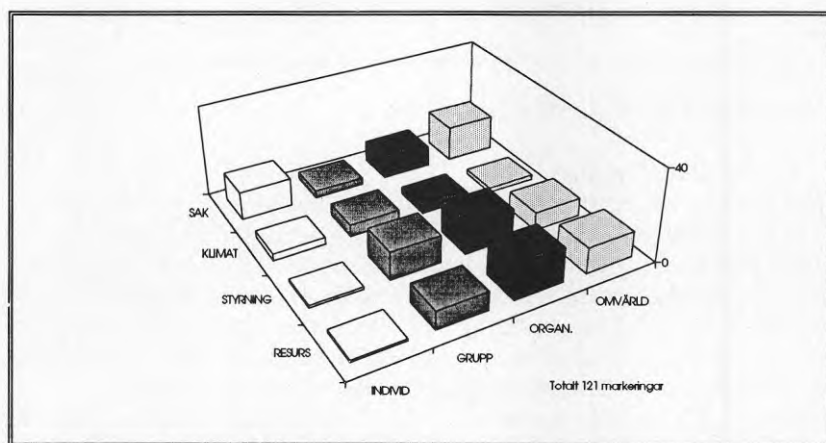 40
0
SAK
KLIMAT
STYRNING
RESURS
INDIVID
GRUPP
ORGAN.
OMVÄRLD
Totalt 121 markeringar